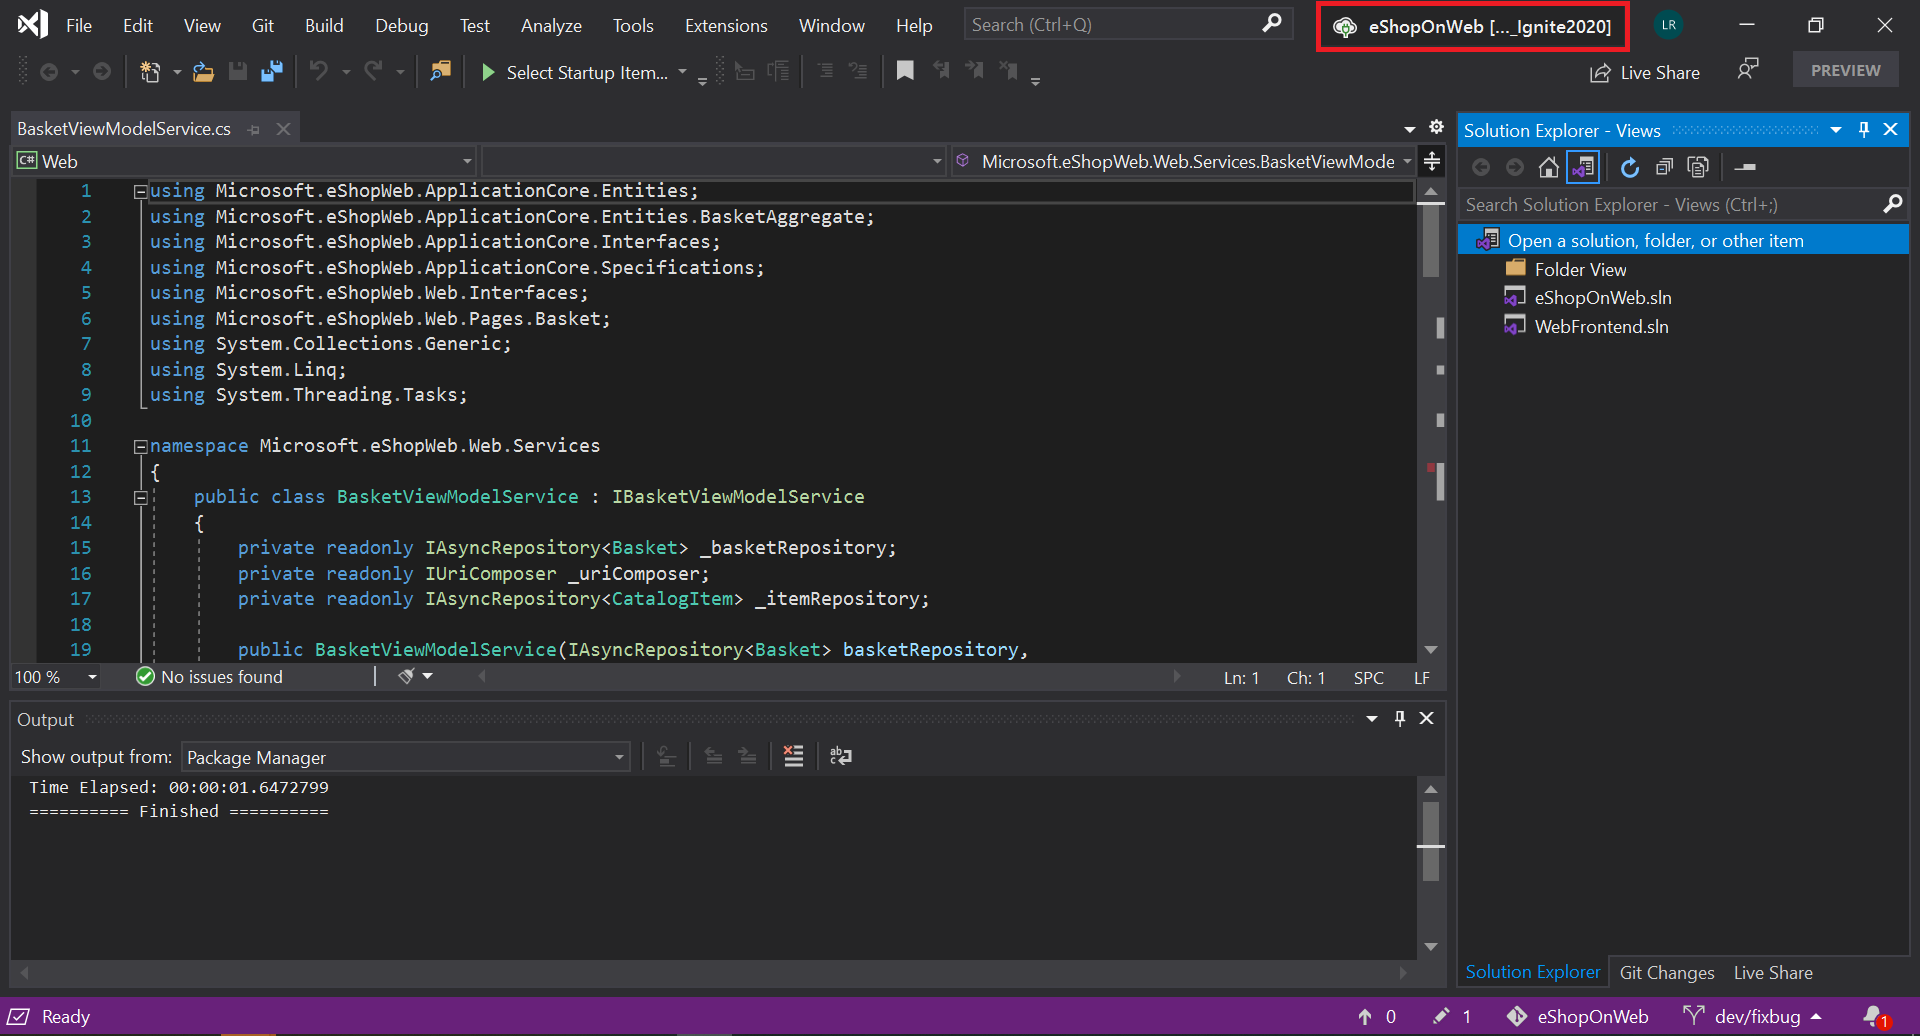 File Edit View Git Build Debug Test Analyze Tools Extensions Window Help Search (Ctrl+Q) eShopOnWeb [..._Ignite2020] LR
Select Startup Item... Live Share PREVIEW
BasketViewModelService.cs
C# Web Microsoft.eShopWeb.Web.Services.BasketViewMode
1 using Microsoft.eShopWeb.ApplicationCore.Entities;
2 using Microsoft.eShopWeb.ApplicationCore.Entities.BasketAggregate;
3 using Microsoft.eShopWeb.ApplicationCore.Interfaces;
4 using Microsoft.eShopWeb.ApplicationCore.Specifications;
5 using Microsoft.eShopWeb.Web.Interfaces;
6 using Microsoft.eShopWeb.Web.Pages.Basket;
7 using System.Collections.Generic;
8 using System.Linq;
9 using System.Threading.Tasks;
10
11 namespace Microsoft.eShopWeb.Web.Services
12 {
13 public class BasketViewModelService : IBasketViewModelService
14 {
15 private readonly IAsyncRepository<Basket> _basketRepository;
16 private readonly IUriComposer _uriComposer;
17 private readonly IAsyncRepository<CatalogItem> _itemRepository;
18
19 public BasketViewModelService(IAsyncRepository<Basket> basketRepository,
100 % No issues found Ln: 1 Ch: 1 SPC LF
Output
Show output from: Package Manager
Time Elapsed: 00:00:01.6472799
========== Finished ==========
Solution Explorer - Views
Search Solution Explorer - Views (Ctrl+;)
Open a solution, folder, or other item
Folder View
eShopOnWeb.sln
WebFrontend.sln
Solution Explorer Git Changes Live Share
Ready 0 1 eShopOnWeb dev/fixbug 1